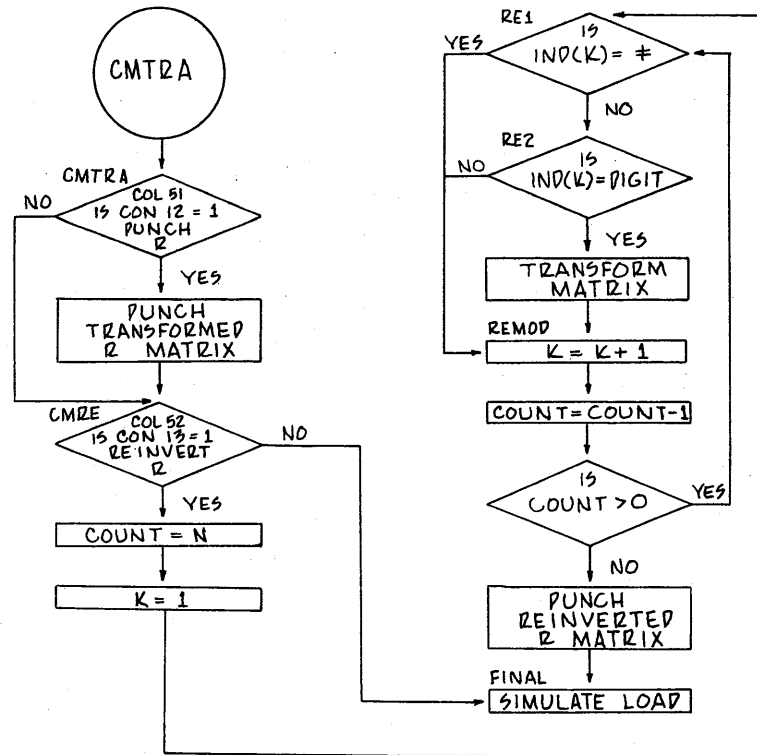 CMTRA
CMTRA
COL 51
IS CON 12 = 1
PUNCH
R
NO
YES
PUNCH
TRANSFORMED
R MATRIX
CMRE
COL 52
IS CON 13 = 1
REINVERT
R
NO
YES
COUNT = N
K = 1
RE1
IS
IND(K) = ‡
YES
NO
RE2
IS
IND(K) = DIGIT
NO
YES
TRANSFORM
MATRIX
REMOD
K = K + 1
COUNT = COUNT - 1
IS
COUNT > 0
YES
NO
PUNCH
REINVERTED
R MATRIX
FINAL
SIMULATE LOAD